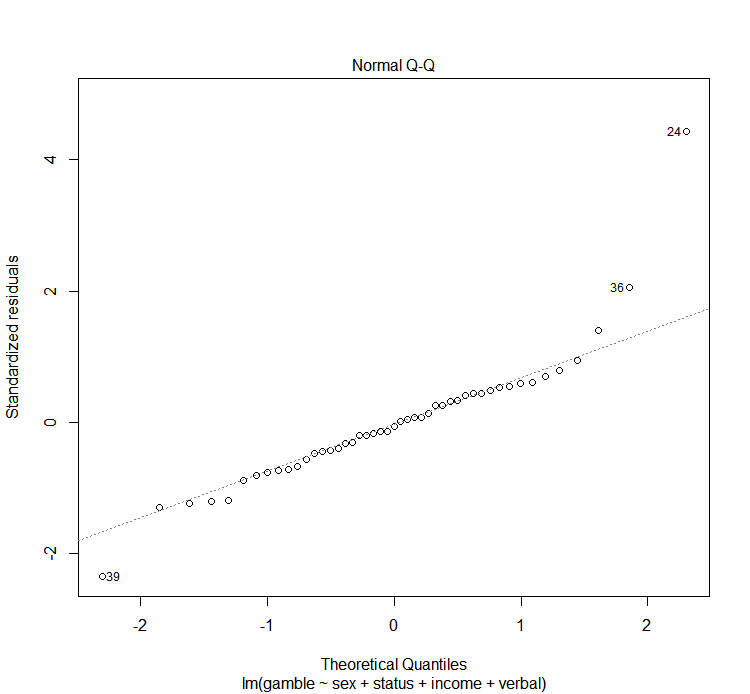 Normal Q-Q
24
4
36
2
Standardized residuals
0
-2
39
-2 -1 0 1 2
Theoretical Quantiles
lm(gamble ~ sex + status + income + verbal)